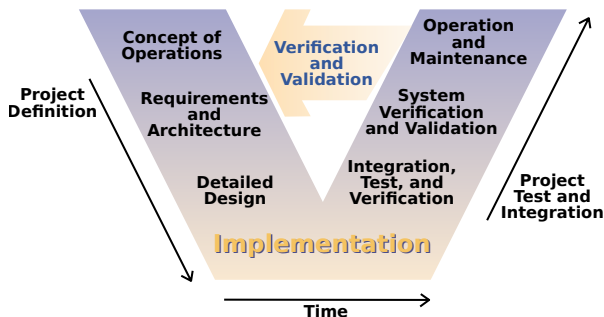 Concept of
Operations
Verification
and
Validation
Operation
and
Maintenance
Project
Definition
Requirements
and
Architecture
System
Verification
and Validation
Detailed
Design
Integration,
Test, and
Verification
Project
Test and
Integration
Implementation
Time